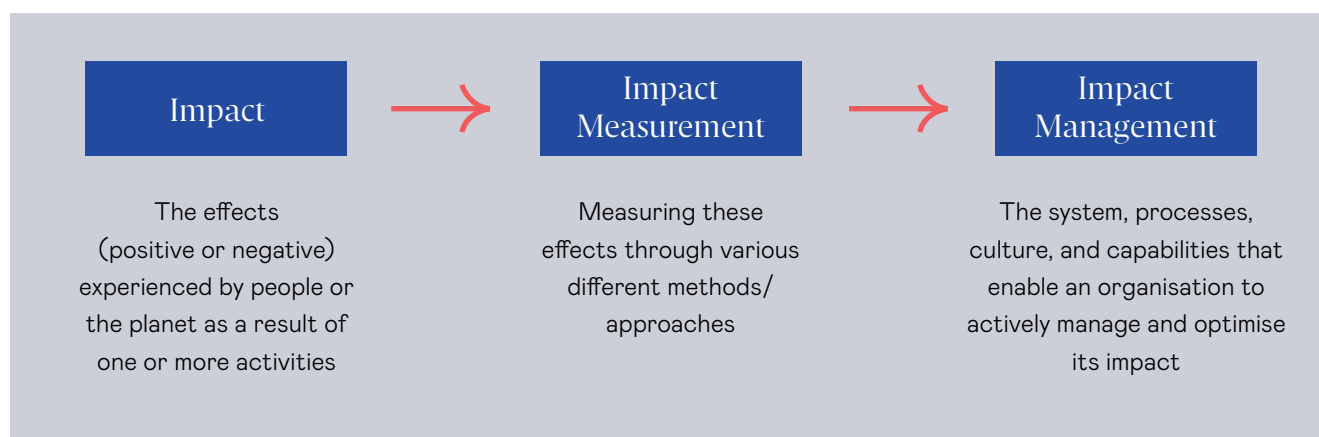 Impact
The effects
(positive or negative)
experienced by people or
the planet as a result of
one or more activities
Impact
Measurement
Measuring these
effects through various
different methods/
approaches
Impact
Management
The system, processes,
culture, and capabilities that
enable an organisation to
actively manage and optimise
its impact